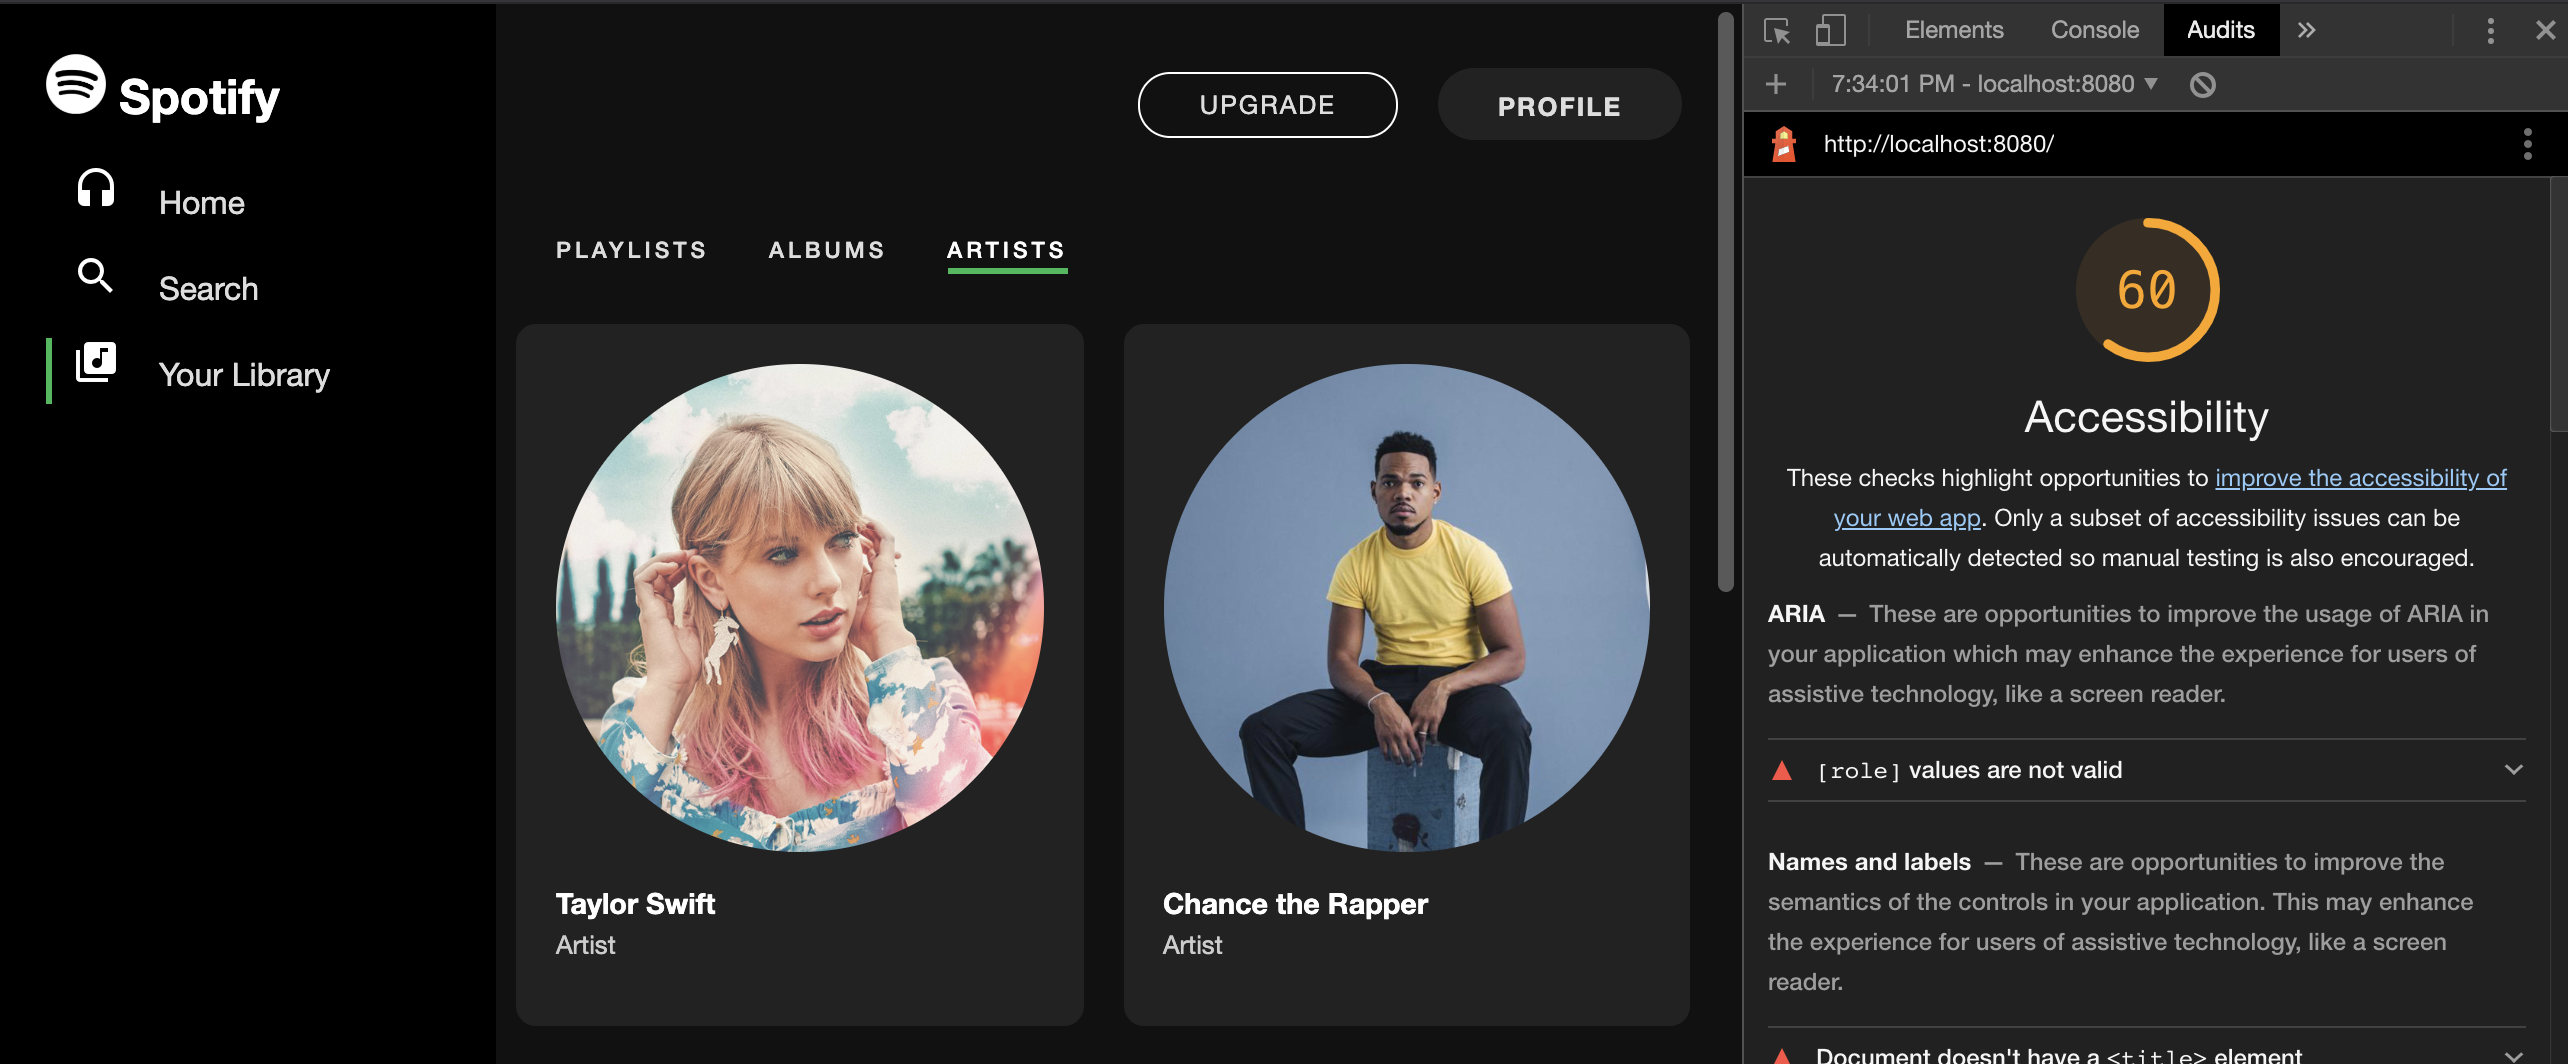 Spotify
Home
Search
Your Library
UPGRADE
PROFILE
PLAYLISTS
ALBUMS
ARTISTS
Taylor Swift
Artist
Chance the Rapper
Artist
Elements
Console
Audits
7:34:01 PM - localhost:8080
http://localhost:8080/
60
Accessibility
These checks highlight opportunities to improve the accessibility of
your web app. Only a subset of accessibility issues can be
automatically detected so manual testing is also encouraged.
ARIA — These are opportunities to improve the usage of ARIA in
your application which may enhance the experience for users of
assistive technology, like a screen reader.
[role] values are not valid
Names and labels — These are opportunities to improve the
semantics of the controls in your application. This may enhance
the experience for users of assistive technology, like a screen
reader.
Document doesn't have a <title> element